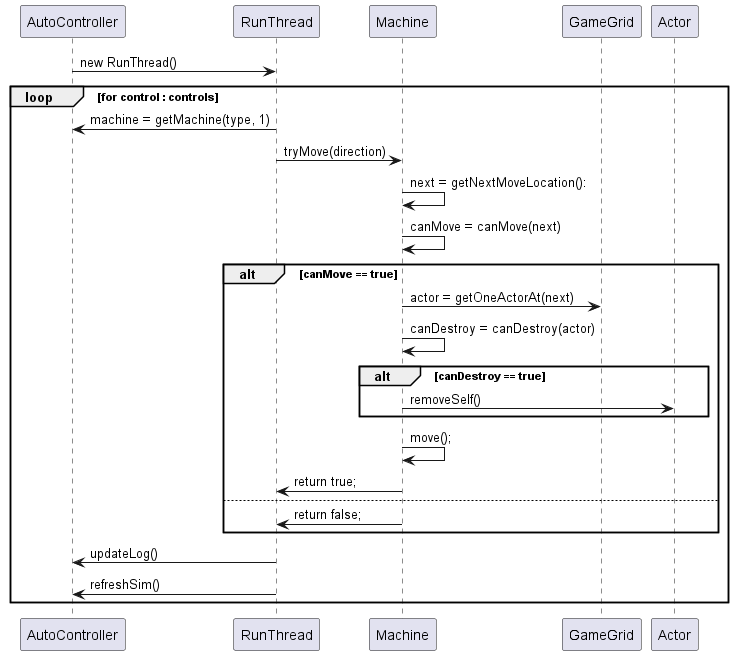 AutoController RunThread Machine GameGrid Actor
new RunThread()
loop [for control : controls]
machine = getMachine(type, 1)
tryMove(direction)
next = getNextMoveLocation():
canMove = canMove(next)
alt [canMove == true]
actor = getOneActorAt(next)
canDestroy = canDestroy(actor)
alt [canDestroy == true]
removeSelf()
move();
return true;
return false;
updateLog()
refreshSim()
AutoController RunThread Machine GameGrid Actor